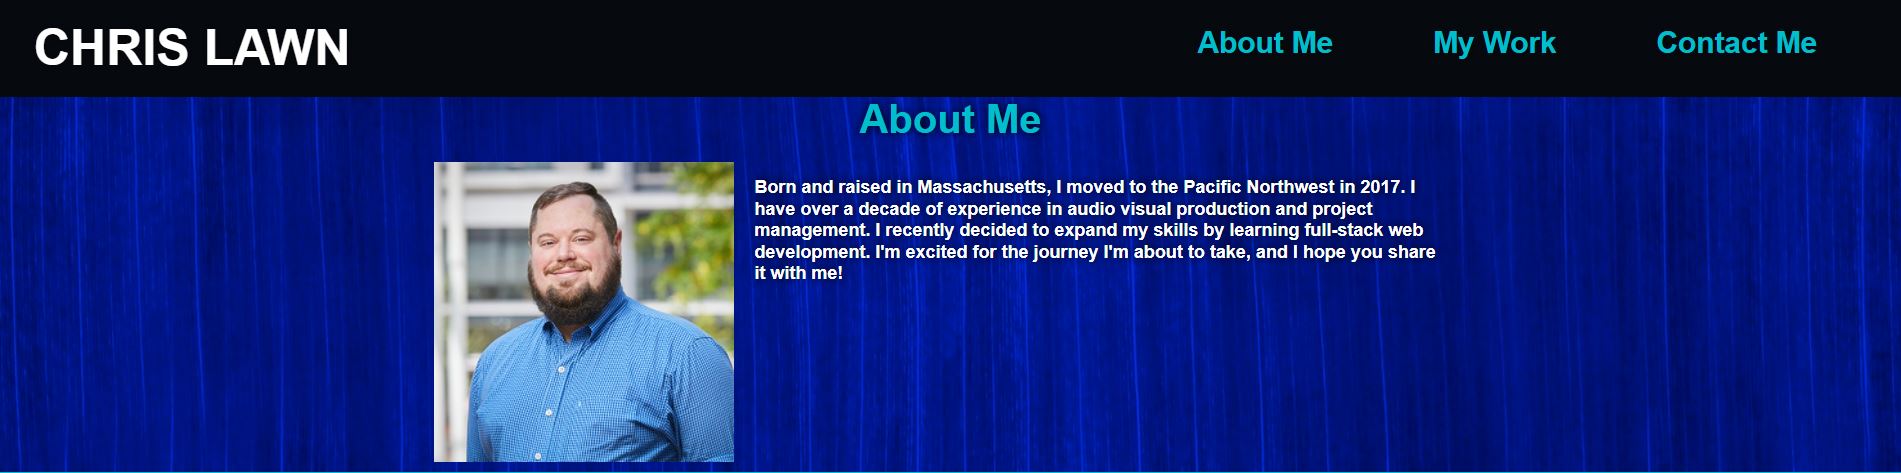 CHRIS LAWN
About Me
My Work
Contact Me
About Me
Born and raised in Massachusetts, I moved to the Pacific Northwest in 2017. I
have over a decade of experience in audio visual production and project
management. I recently decided to expand my skills by learning full-stack web
development. I'm excited for the journey I'm about to take, and I hope you share
it with me!